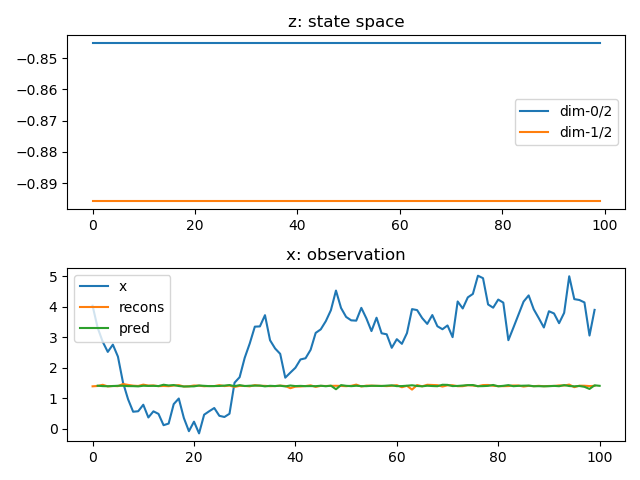 z: state space
−0.85
−0.86
−0.87
−0.88
−0.89
dim-0/2
dim-1/2
0 20 40 60 80 100
x: observation
5
4
3
2
1
0
x
recons
pred
0 20 40 60 80 100